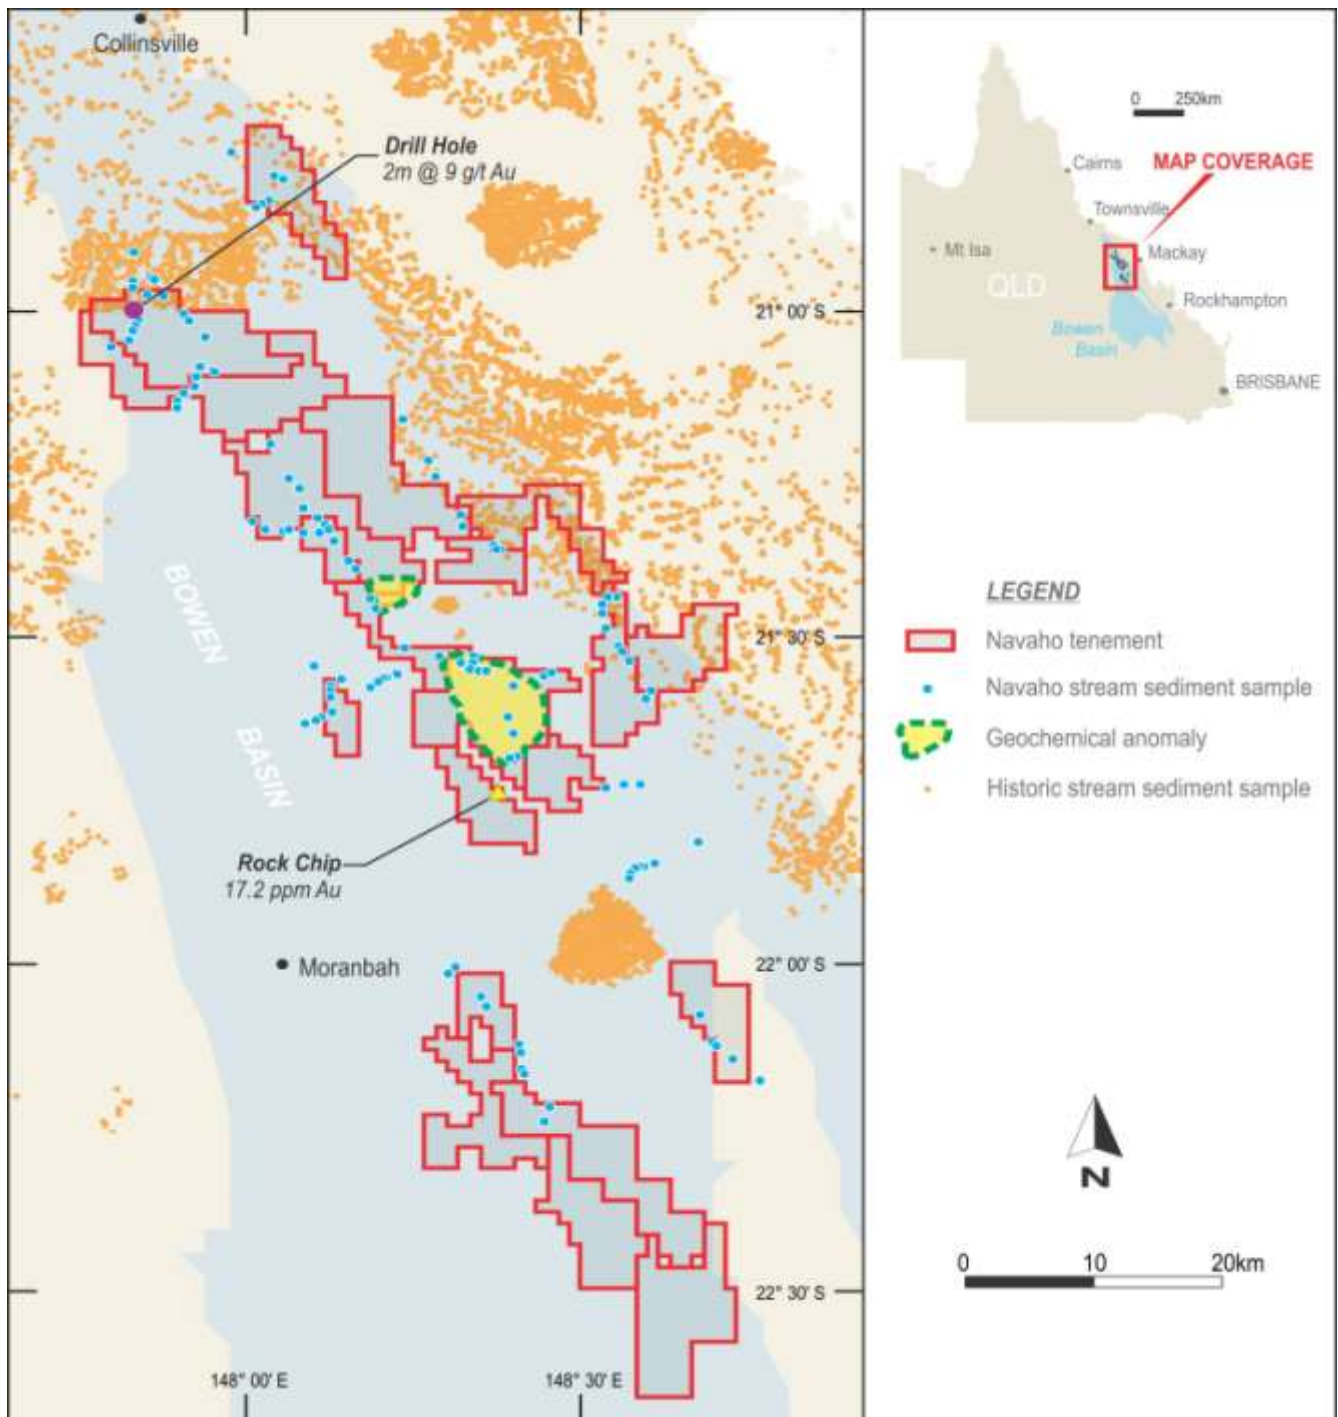 Collinsville
Drill Hole
2m @ 9 g/t Au
21° 00' S
BOWEN
BASIN
21° 30' S
Rock Chip
17.2 ppm Au
Moranbah
22° 00' S
22° 30' S
148° 00' E
148° 30' E
0 250km
Cairns
MAP COVERAGE
Townsville
Mt Isa
Mackay
QLD
Rockhampton
Bowen
Basin
BRISBANE
LEGEND
Navaho tenement
Navaho stream sediment sample
Geochemical anomaly
Historic stream sediment sample
N
0 10 20km